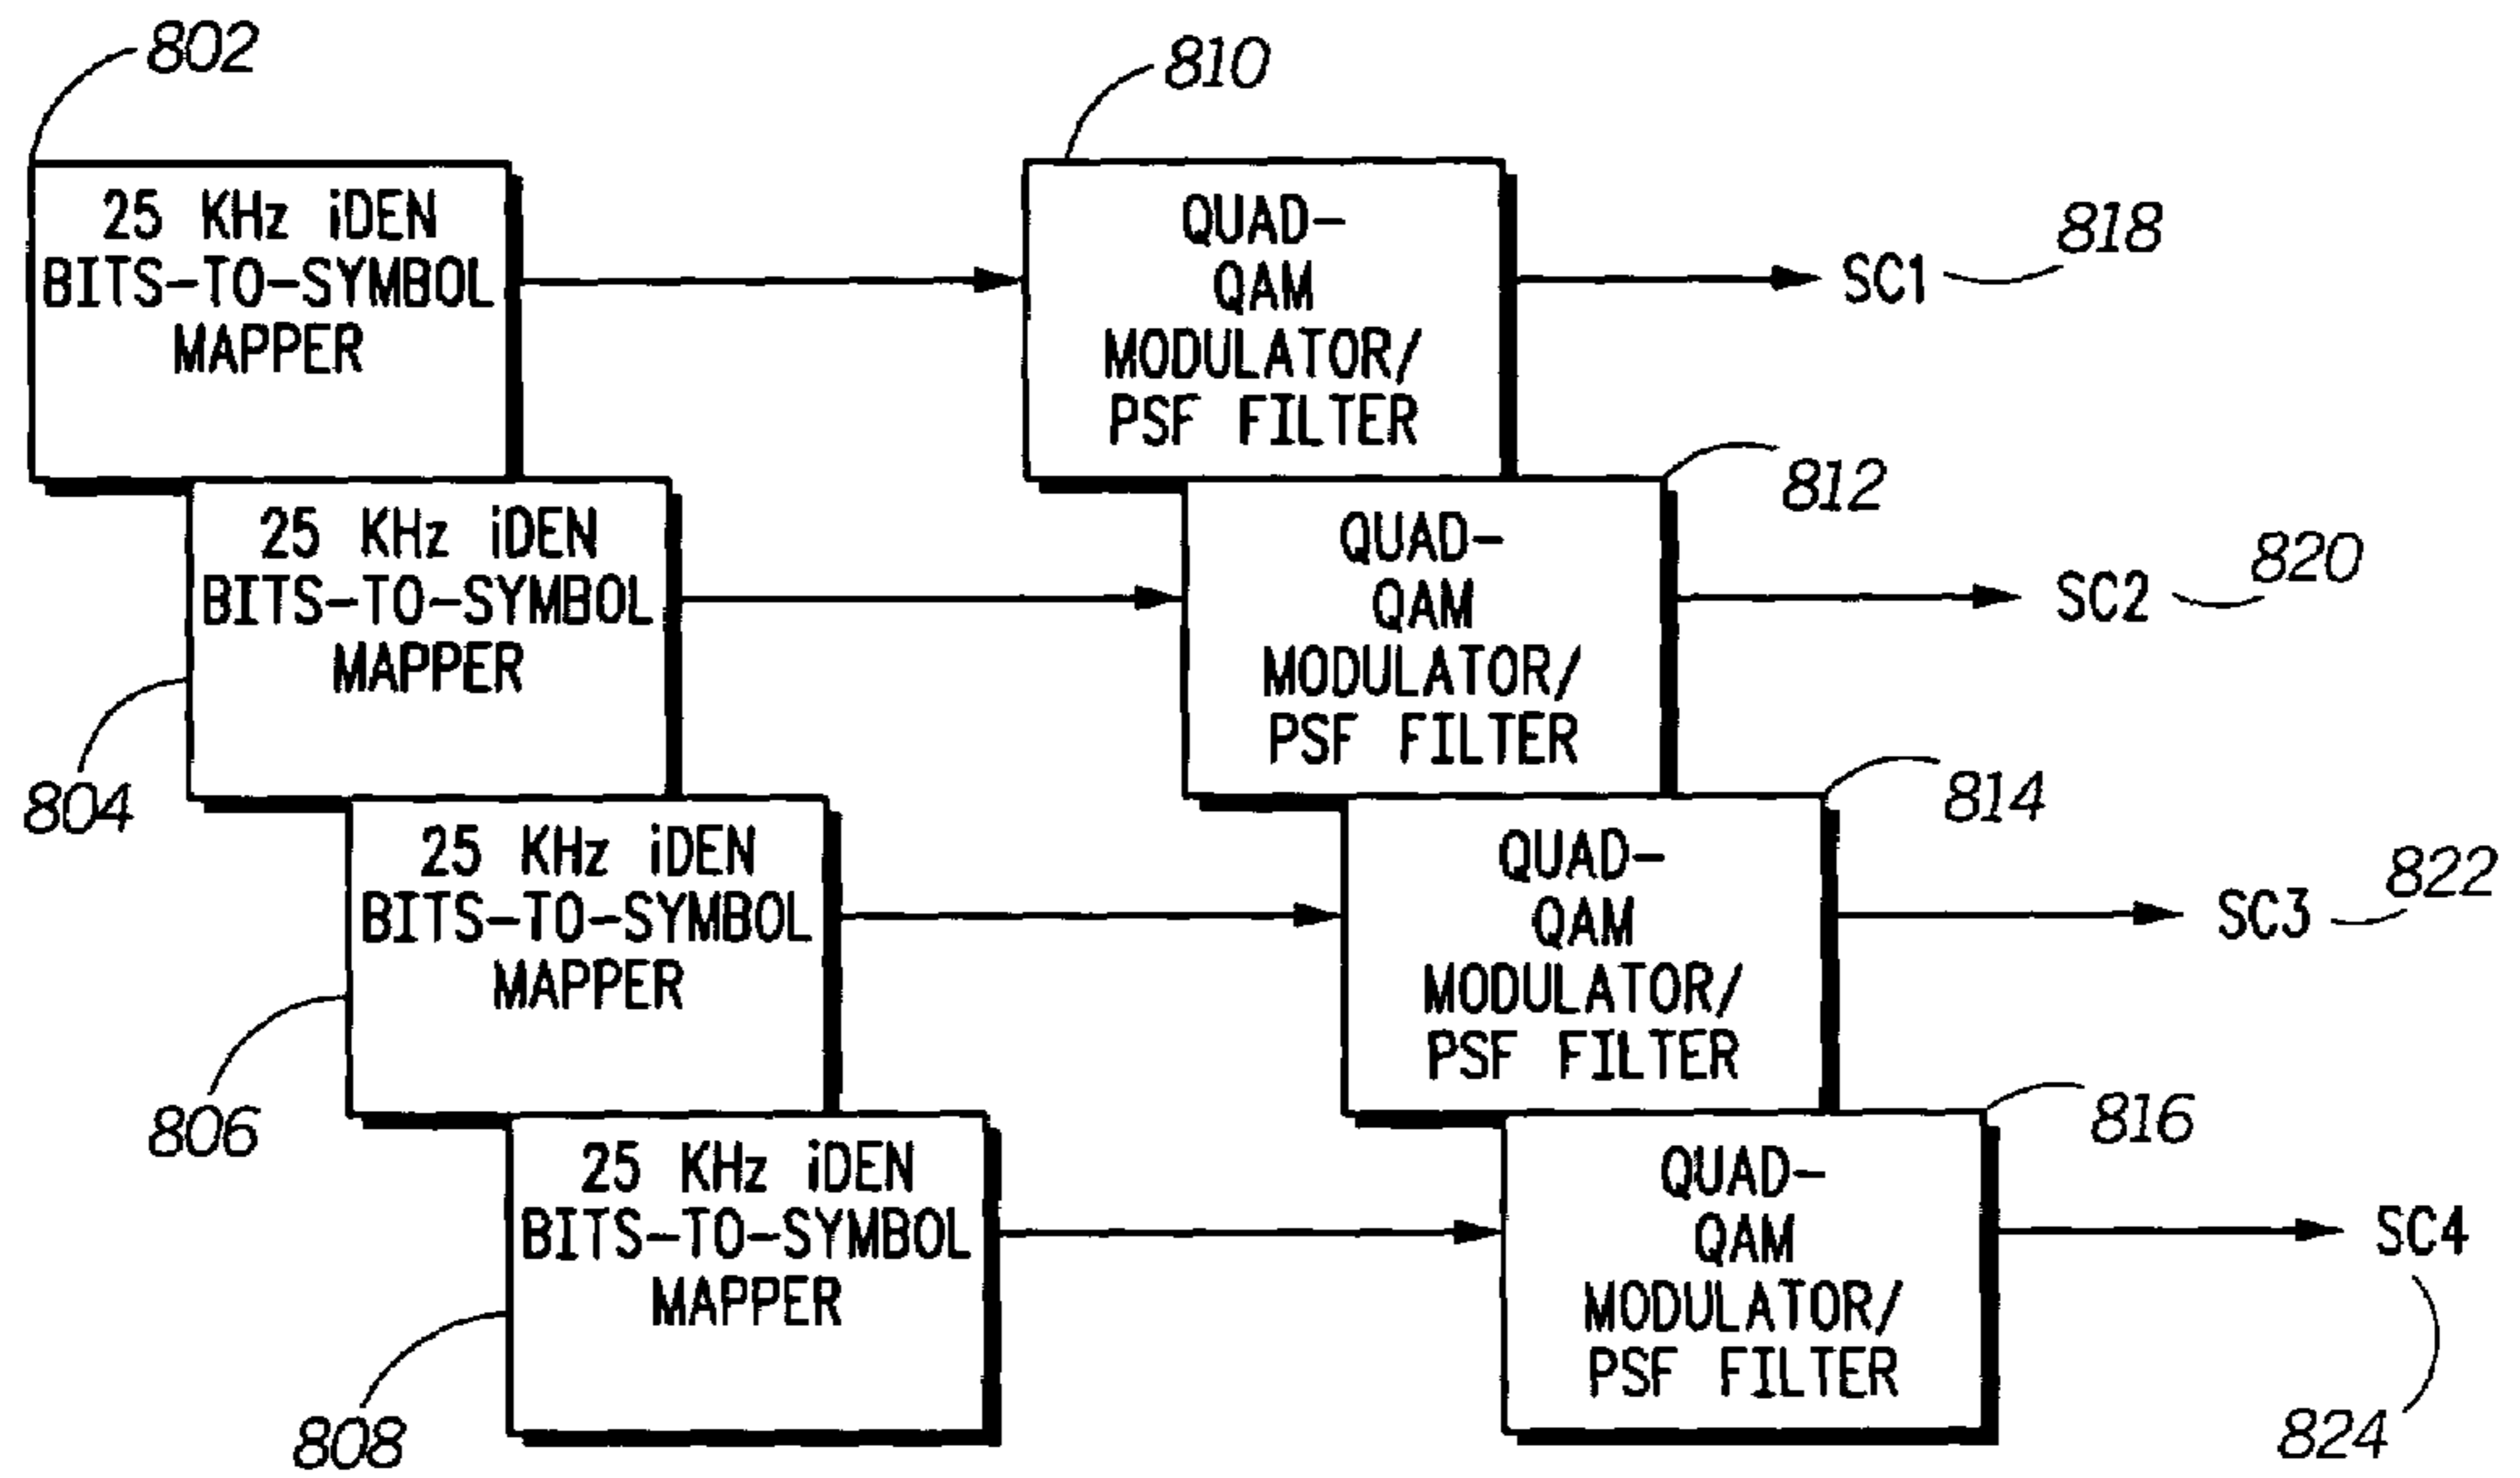 802
810
25 KHz iDEN
BITS-TO-SYMBOL
MAPPER
QUAD-
QAM
MODULATOR/
PSF FILTER
SC1
818
25 KHz iDEN
BITS-TO-SYMBOL
MAPPER
804
QUAD-
QAM
MODULATOR/
PSF FILTER
812
SC2
820
25 KHz iDEN
BITS-TO-SYMBOL
MAPPER
806
QUAD-
QAM
MODULATOR/
PSF FILTER
814
SC3
822
25 KHz iDEN
BITS-TO-SYMBOL
MAPPER
808
QUAD-
QAM
MODULATOR/
PSF FILTER
816
SC4
824